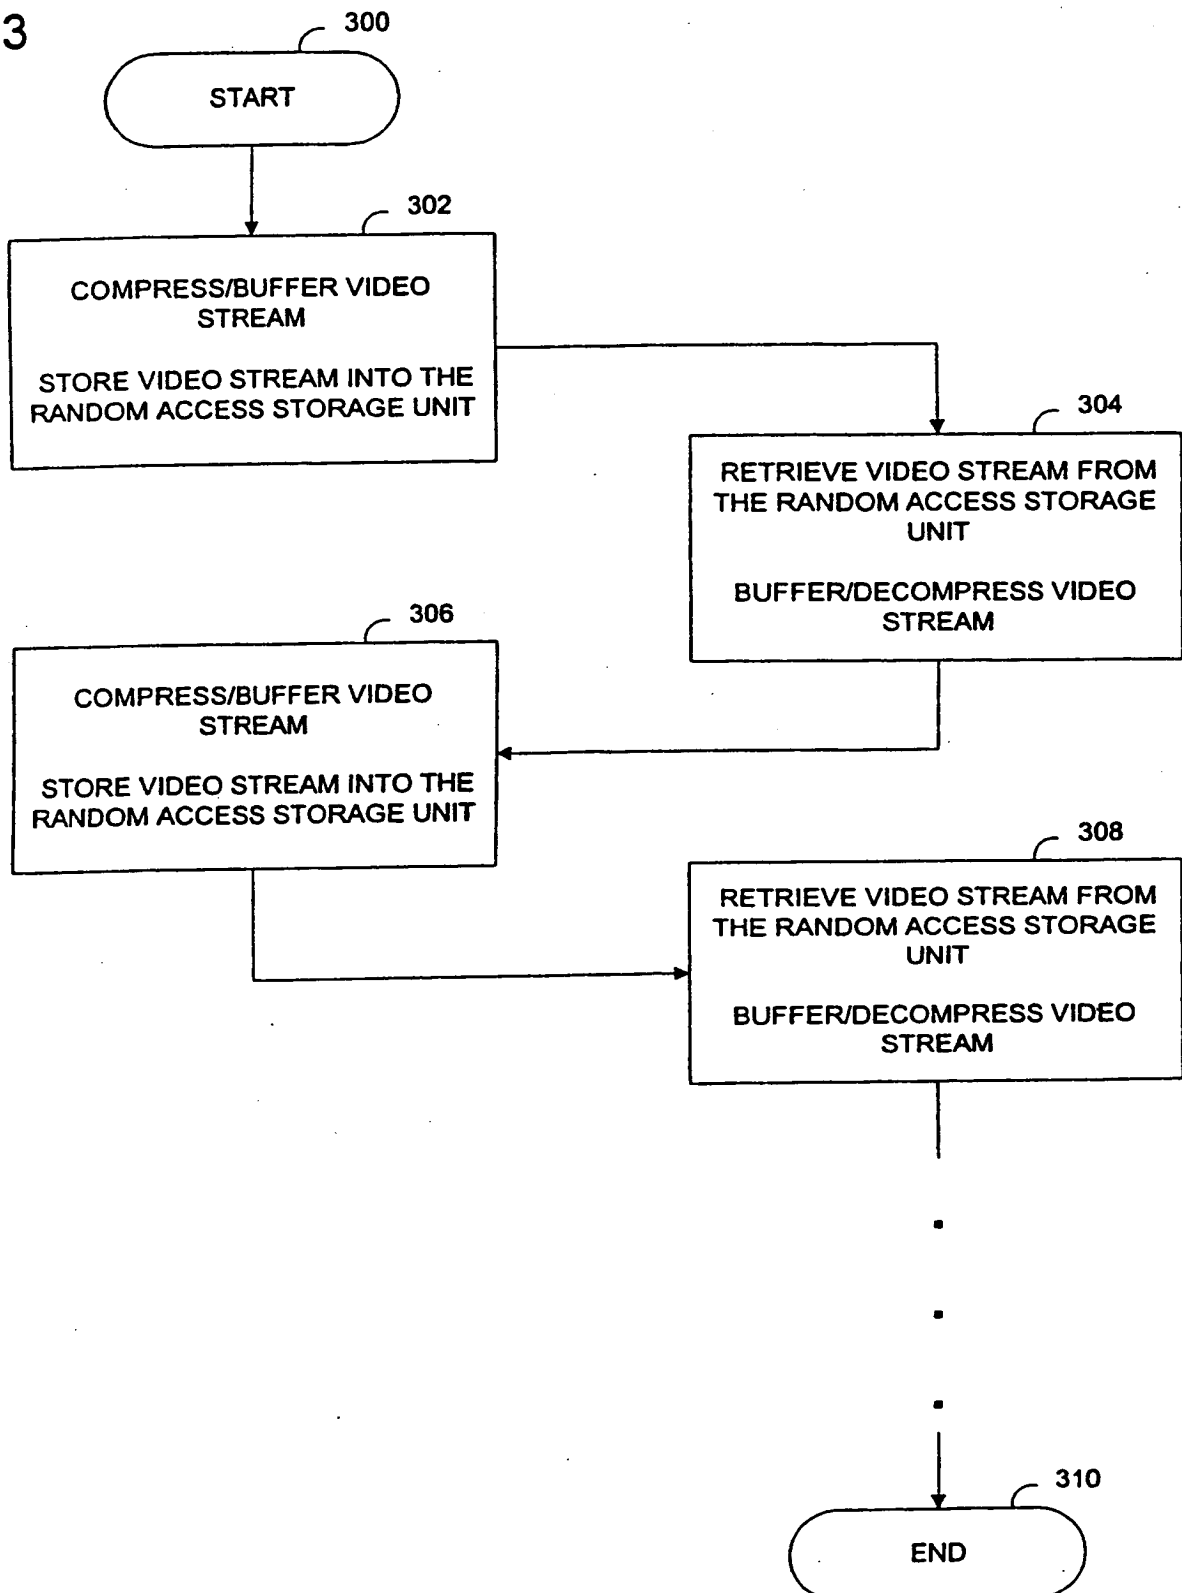 3
300
START
302
COMPRESS/BUFFER VIDEO
STREAM
STORE VIDEO STREAM INTO THE
RANDOM ACCESS STORAGE UNIT
304
RETRIEVE VIDEO STREAM FROM
THE RANDOM ACCESS STORAGE
UNIT
BUFFER/DECOMPRESS VIDEO
STREAM
306
COMPRESS/BUFFER VIDEO
STREAM
STORE VIDEO STREAM INTO THE
RANDOM ACCESS STORAGE UNIT
308
RETRIEVE VIDEO STREAM FROM
THE RANDOM ACCESS STORAGE
UNIT
BUFFER/DECOMPRESS VIDEO
STREAM
310
END